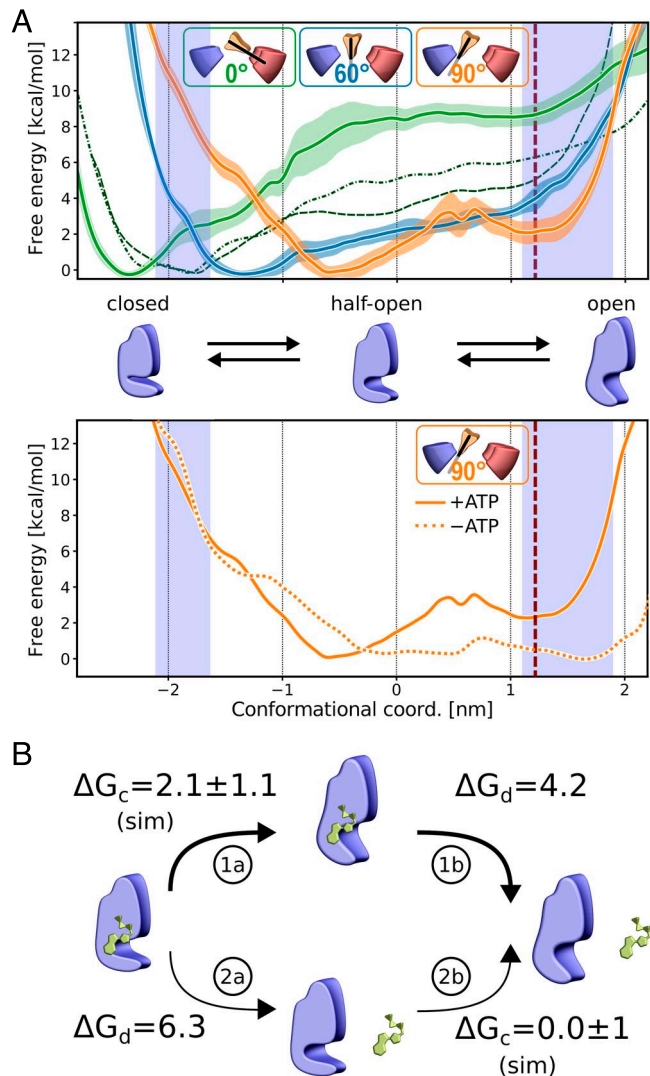 A
Free energy [kcal/mol]
12
10
8
6
4
2
0
0°
60°
90°
closed
half-open
open
Free energy [kcal/mol]
12
10
8
6
4
2
0
90°
+ATP
−ATP
−2
−1
0
1
2
Conformational coord. [nm]
B
ΔGc=2.1±1.1
(sim)
ΔGd=4.2
1a
1b
2a
2b
ΔGd=6.3
ΔGc=0.0±1
(sim)